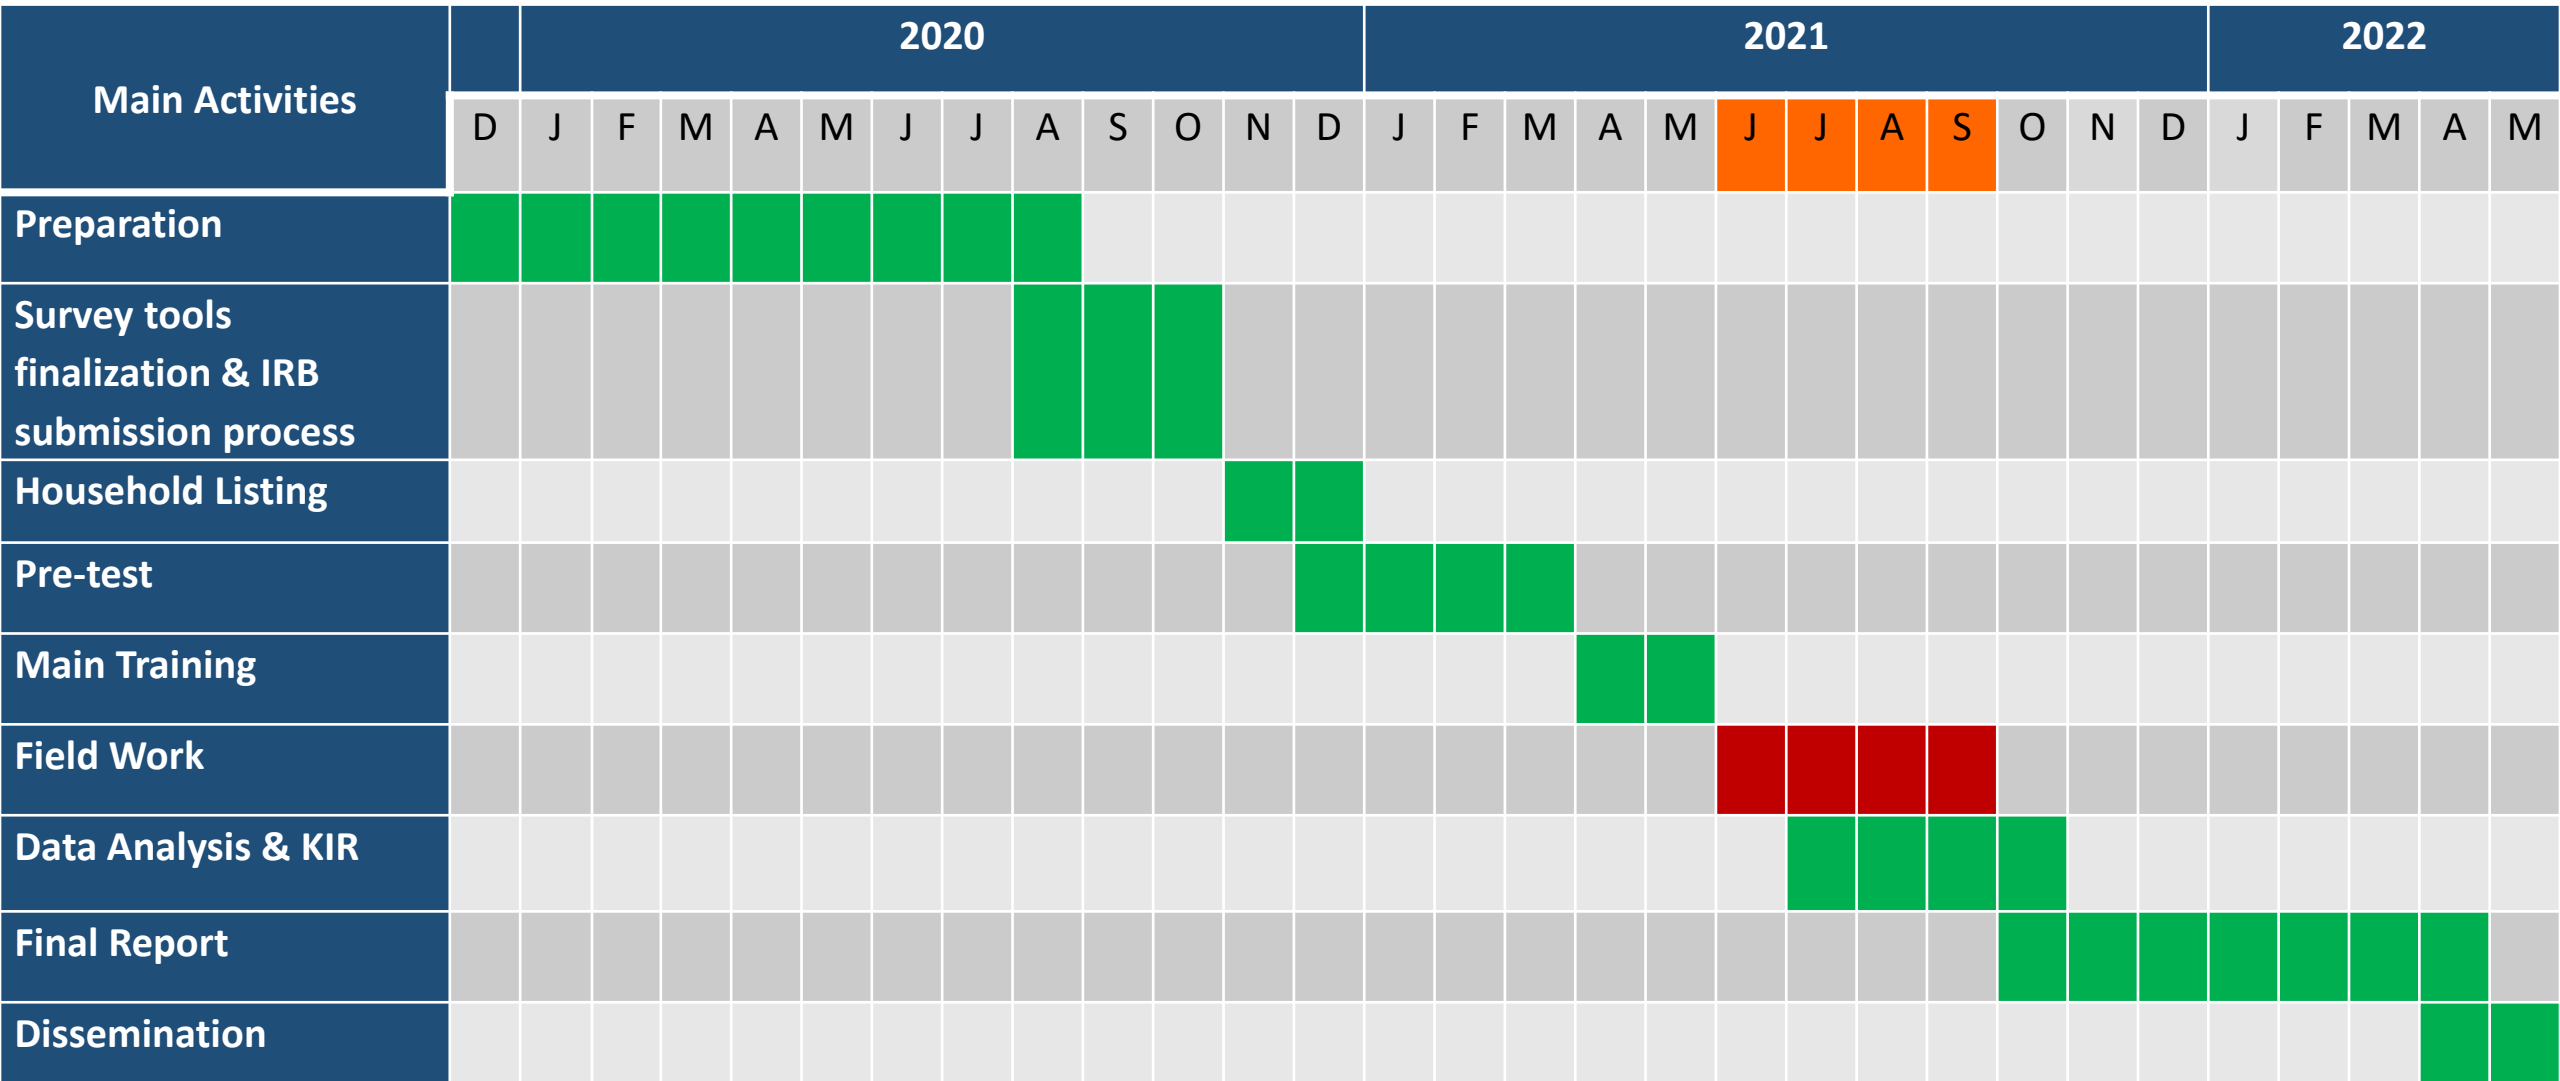 2020 2021 2022
Main Activities
D J F M A M J J A S O N D J F M A M J J A S O N D J F M A M
Preparation
Survey tools
finalization & IRB
submission process
Household Listing
Pre-test
Main Training
Field Work
Data Analysis & KIR
Final Report
Dissemination